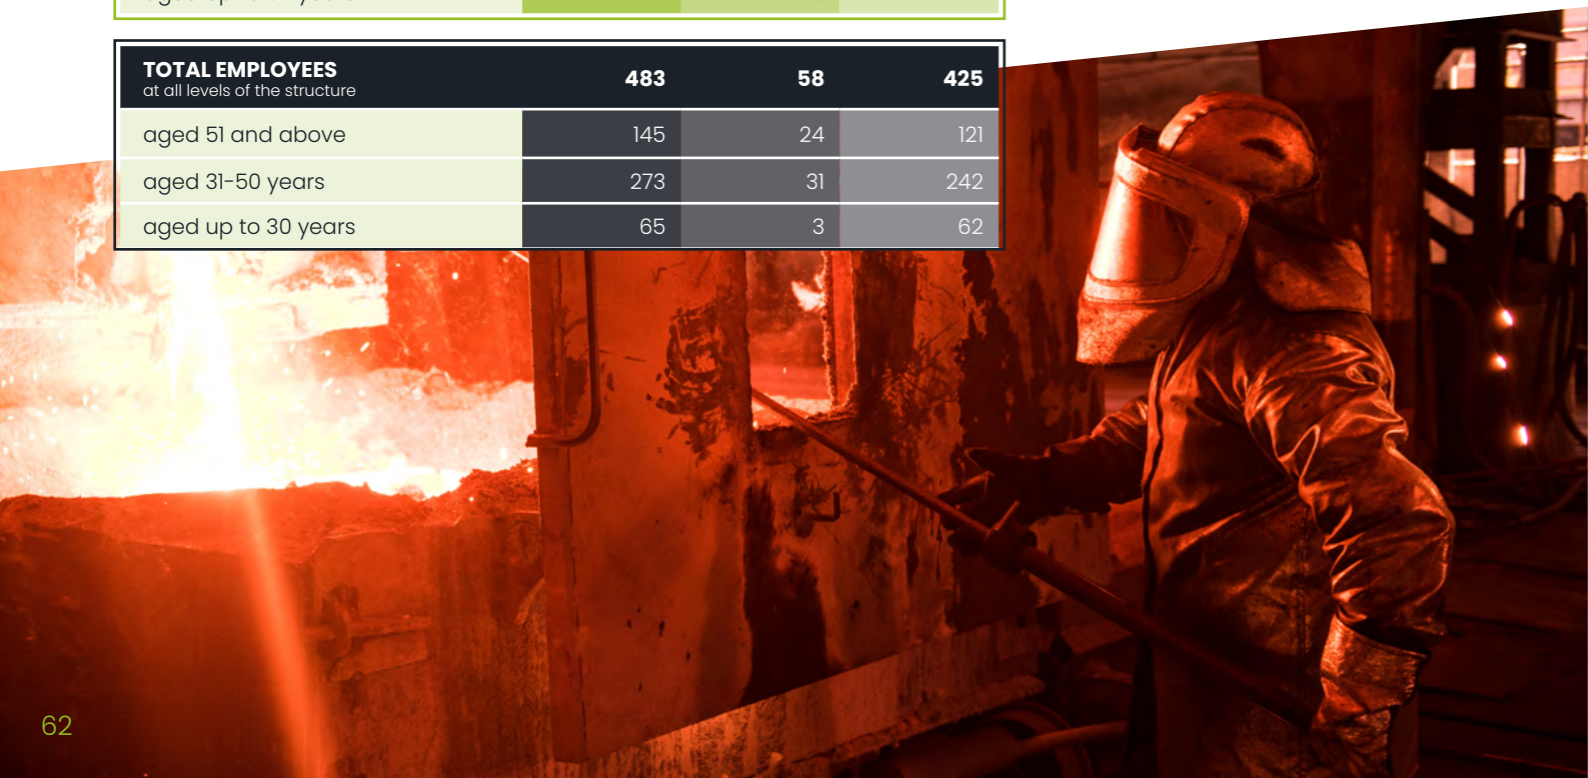 TOTAL EMPLOYEES 483 58 425
at all levels of the structure
aged 51 and above 145 24 121
aged 31-50 years 273 31 242
aged up to 30 years 65 3 62
62